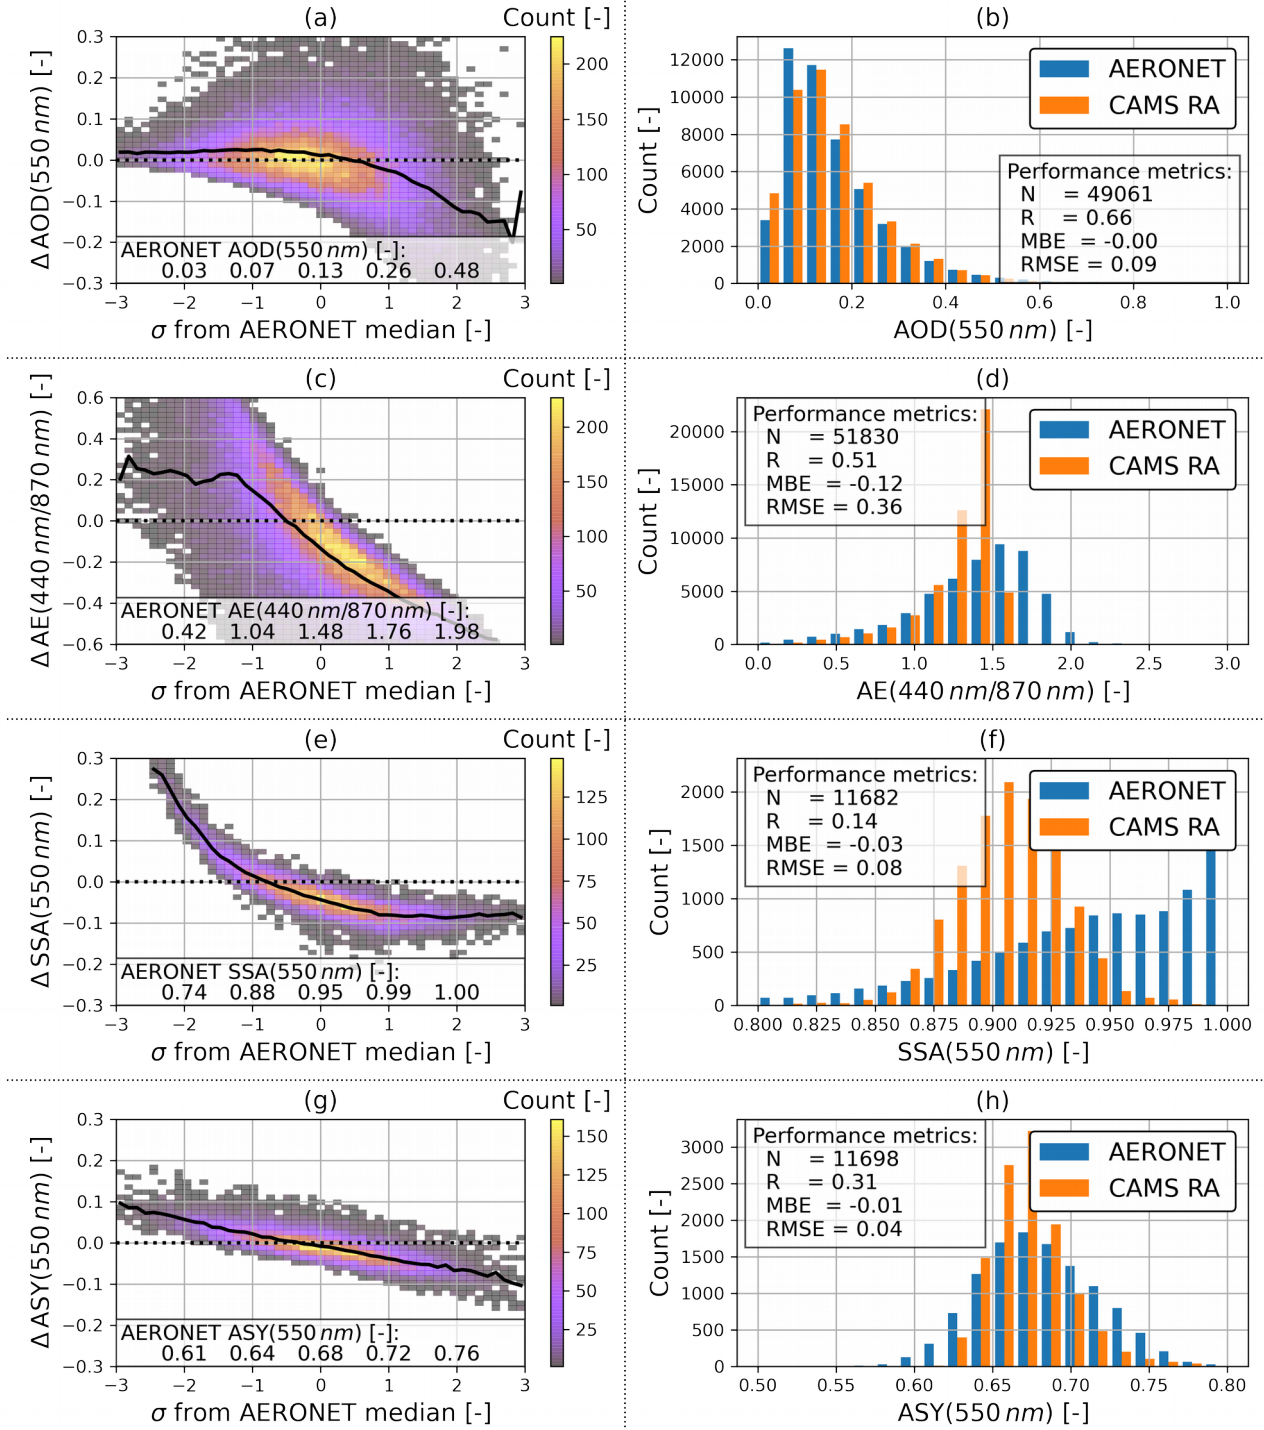 (a)
Count [-]
ΔAOD(550 nm) [-]
0.3
0.2
0.1
0.0
−0.1
−0.2
−0.3
AERONET AOD(550 nm) [-]:
0.03 0.07 0.13 0.26 0.48
−3 −2 −1 0 1 2 3
σ from AERONET median [-]
200
150
100
50
(b)
Count [-]
12000
10000
8000
6000
4000
2000
0
AERONET
CAMS RA
Performance metrics:
N = 49061
R = 0.66
MBE = -0.00
RMSE = 0.09
0.0 0.2 0.4 0.6 0.8 1.0
AOD(550 nm) [-]
(c)
Count [-]
ΔAE(440 nm/870 nm) [-]
0.6
0.4
0.2
0.0
−0.2
−0.4
−0.6
AERONET AE(440 nm/870 nm) [-]:
0.42 1.04 1.48 1.76 1.98
−3 −2 −1 0 1 2 3
σ from AERONET median [-]
200
150
100
50
(d)
Count [-]
20000
15000
10000
5000
0
Performance metrics:
N = 51830
R = 0.51
MBE = -0.12
RMSE = 0.36
AERONET
CAMS RA
0.0 0.5 1.0 1.5 2.0 2.5 3.0
AE(440 nm/870 nm) [-]
(e)
Count [-]
ΔSSA(550 nm) [-]
0.3
0.2
0.1
0.0
−0.1
−0.2
−0.3
AERONET SSA(550 nm) [-]:
0.74 0.88 0.95 0.99 1.00
−3 −2 −1 0 1 2 3
σ from AERONET median [-]
125
100
75
50
25
(f)
Count [-]
2000
1500
1000
500
0
Performance metrics:
N = 11682
R = 0.14
MBE = -0.03
RMSE = 0.08
AERONET
CAMS RA
0.800 0.825 0.850 0.875 0.900 0.925 0.950 0.975 1.000
SSA(550 nm) [-]
(g)
Count [-]
ΔASY(550 nm) [-]
0.3
0.2
0.1
0.0
−0.1
−0.2
−0.3
AERONET ASY(550 nm) [-]:
0.61 0.64 0.68 0.72 0.76
−3 −2 −1 0 1 2 3
σ from AERONET median [-]
150
125
100
75
50
25
(h)
Count [-]
3000
2500
2000
1500
1000
500
0
Performance metrics:
N = 11698
R = 0.31
MBE = -0.01
RMSE = 0.04
AERONET
CAMS RA
0.50 0.55 0.60 0.65 0.70 0.75 0.80
ASY(550 nm) [-]